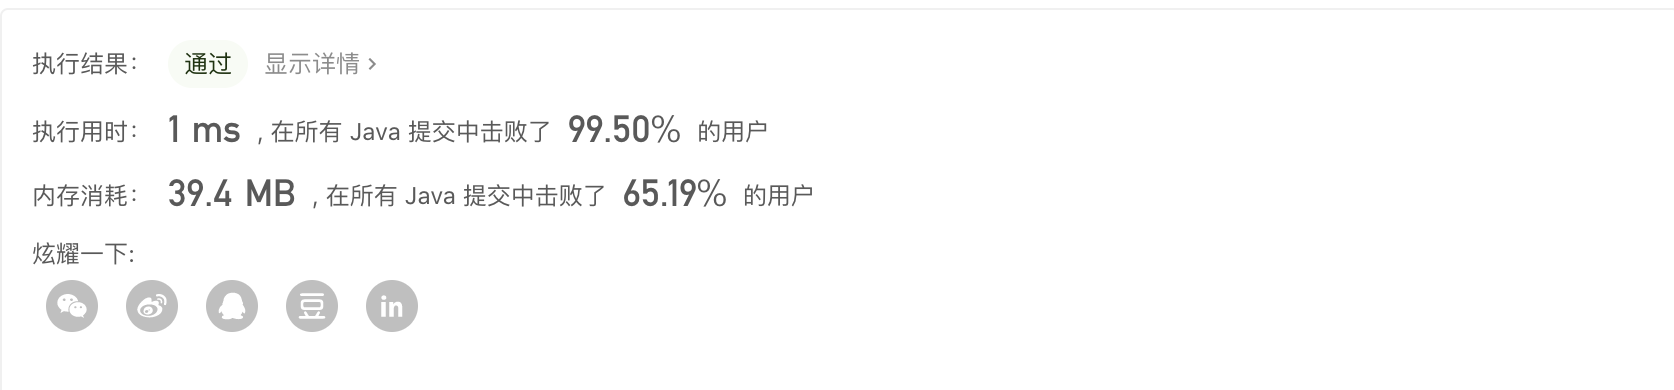 执行结果： 通过 显示详情 >
执行用时： 1 ms , 在所有 Java 提交中击败了 99.50% 的用户
内存消耗： 39.4 MB , 在所有 Java 提交中击败了 65.19% 的用户
炫耀一下:
豆 in